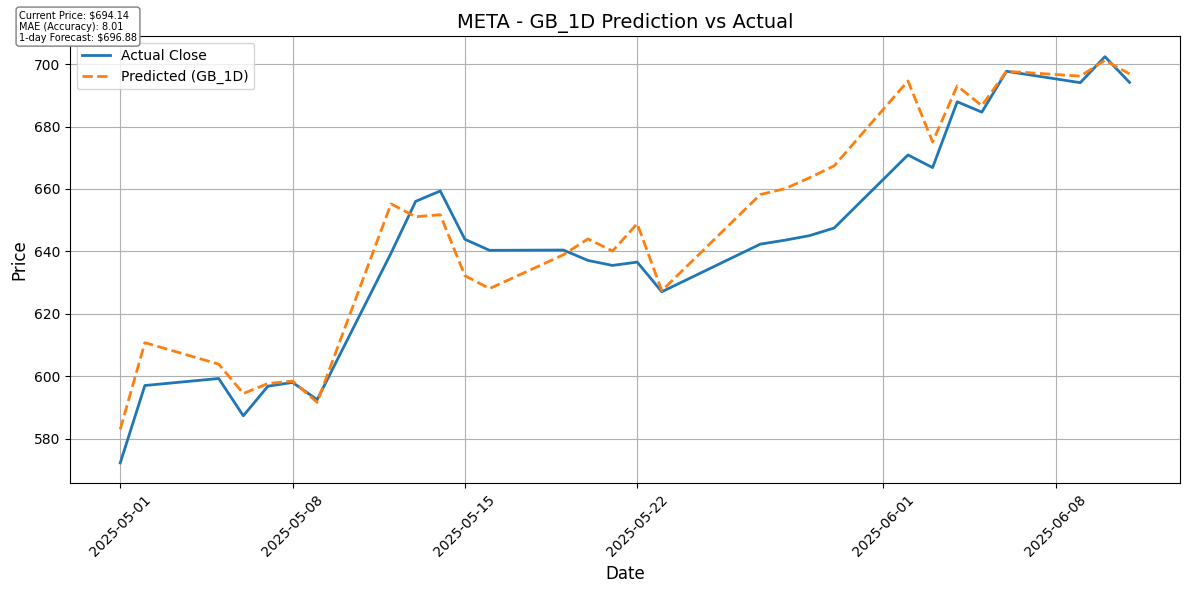 Current Price: $694.14
MAE (Accuracy): 8.01
1-day Forecast: $696.88
META - GB_1D Prediction vs Actual
Actual Close
Predicted (GB_1D)
700
680
660
640
620
600
580
Price
2025-05-01
2025-05-08
2025-05-15
2025-05-22
2025-06-01
2025-06-08
Date